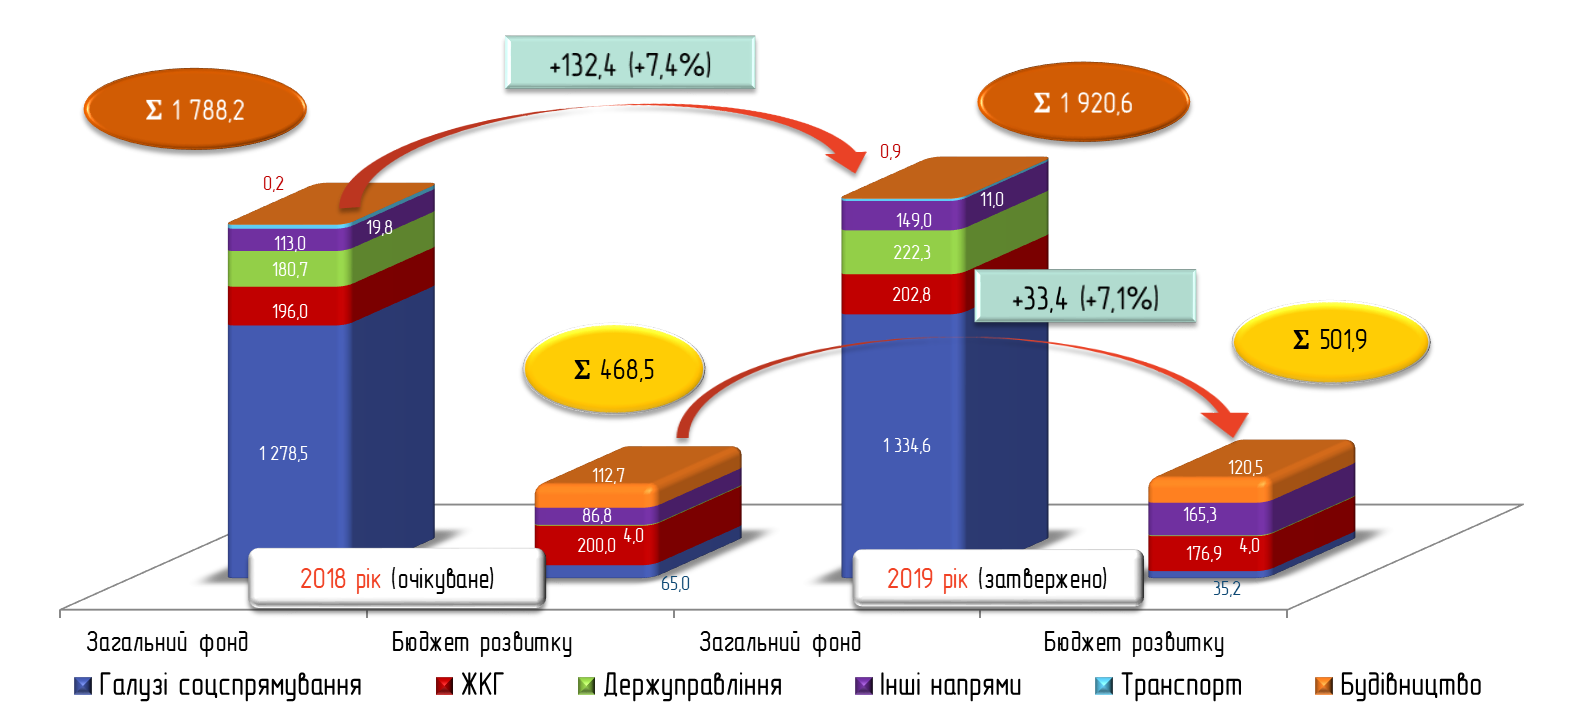 +132,4 (+7,4%)
Σ 1 788,2
Σ 1 920,6
0,2
0,9
19,8
11,0
113,0
149,0
180,7
222,3
196,0
202,8
+33,4 (+7,1%)
Σ 468,5
Σ 501,9
1 278,5
1 334,6
112,7
120,5
86,8
165,3
200,0
4,0
176,9
4,0
65,0
35,2
2018 рік (очікуване)
2019 рік (затвержено)
Загальний фонд
Бюджет розвитку
Загальний фонд
Бюджет розвитку
Галузі соцспрямування
ЖКГ
Держуправління
Інші напрями
Транспорт
Будівництво